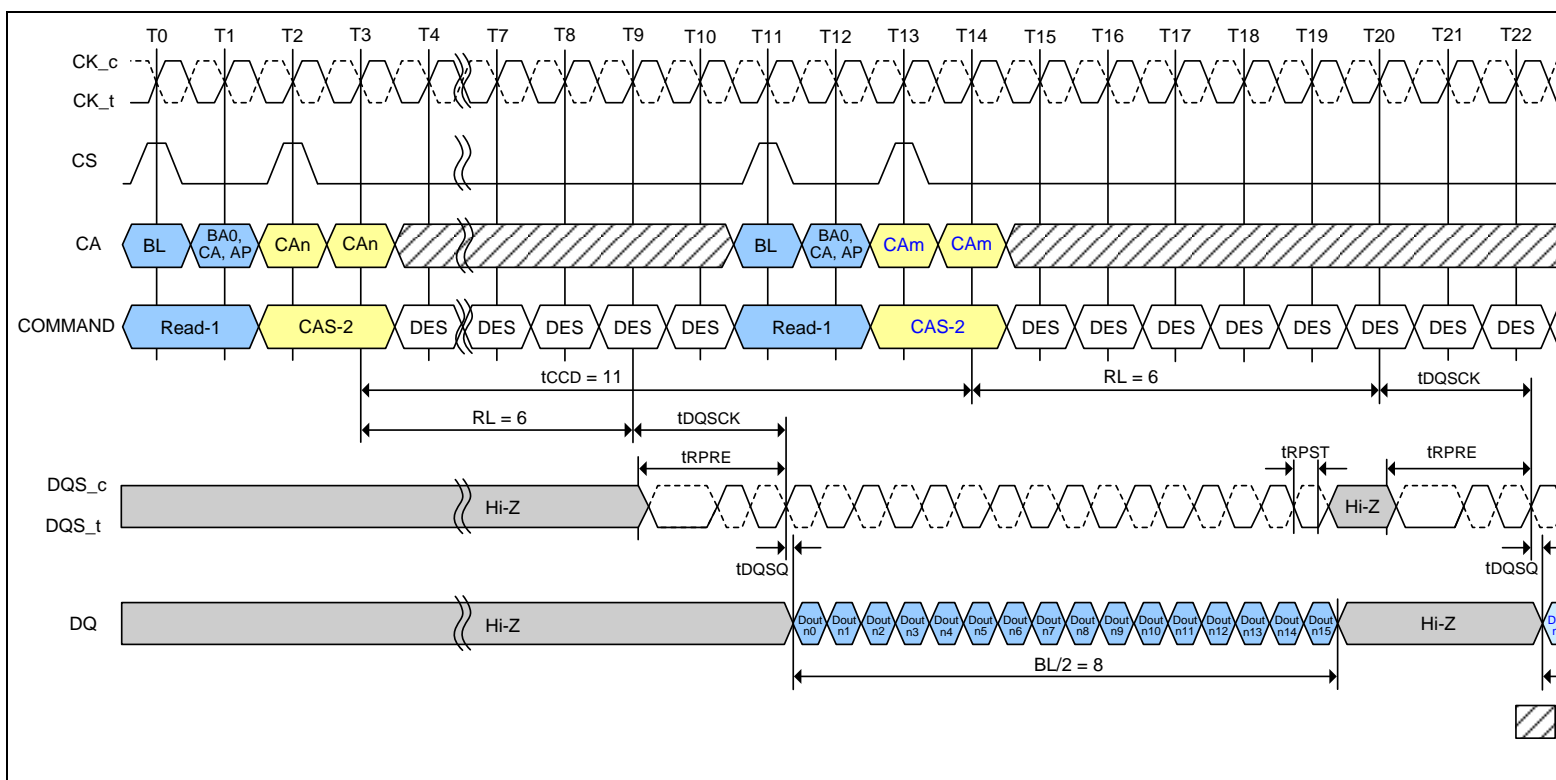 T0 T1 T2 T3 T4 T7 T8 T9 T10 T11 T12 T13 T14 T15 T16 T17 T18 T19 T20 T21 T22
CK_c
CK_t
CS
CA BL BA0, CA, AP CAn CAn BL BA0, CA, AP CAm CAm
COMMAND Read-1 CAS-2 DES DES DES DES DES Read-1 CAS-2 DES DES DES DES DES DES DES DES
tCCD = 11 RL = 6 tDQSCK
RL = 6 tDQSCK
tRPRE tRPST tRPRE
DQS_c
Hi-Z Hi-Z
DQS_t
tDQSQ tDQSQ
DQ Hi-Z Dout n0 Dout n1 Dout n2 Dout n3 Dout n4 Dout n5 Dout n6 Dout n7 Dout n8 Dout n9 Dout n10 Dout n11 Dout n12 Dout n13 Dout n14 Dout n15 Hi-Z
BL/2 = 8